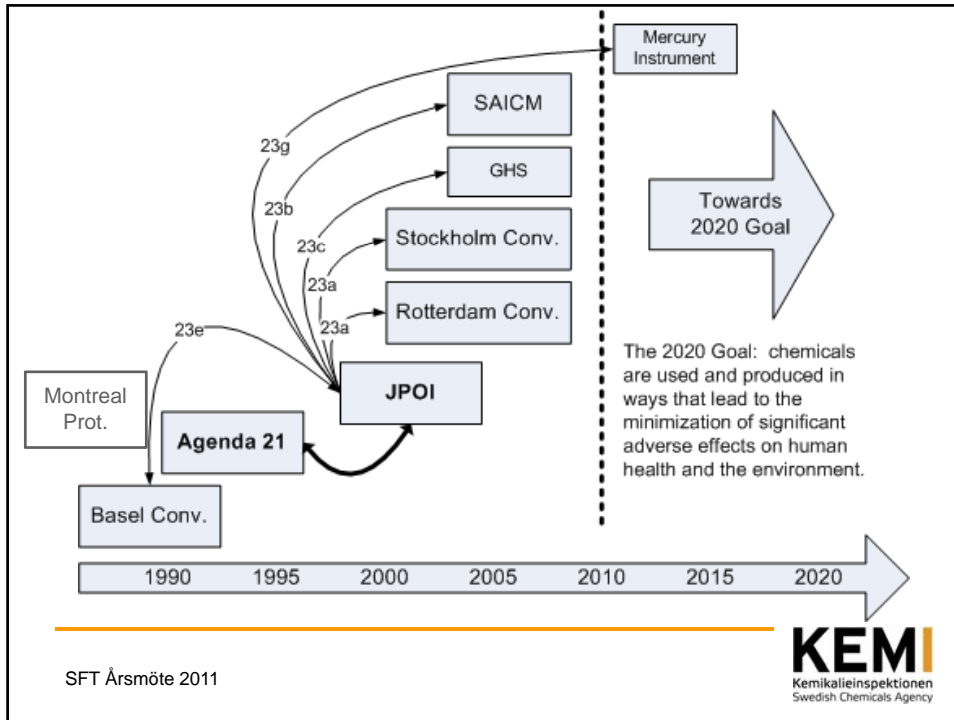 Mercury
Instrument
SAICM
23g
GHS
23b
Towards
2020 Goal
Stockholm Conv.
23c
23a
Rotterdam Conv.
23a
23e
The 2020 Goal: chemicals
are used and produced in
ways that lead to the
minimization of significant
adverse effects on human
health and the environment.
JPOI
Montreal
Prot.
Agenda 21
Basel Conv.
1990 1995 2000 2005 2010 2015 2020
SFT Årsmöte 2011
KEMI
Kemikalieinspektionen
Swedish Chemicals Agency